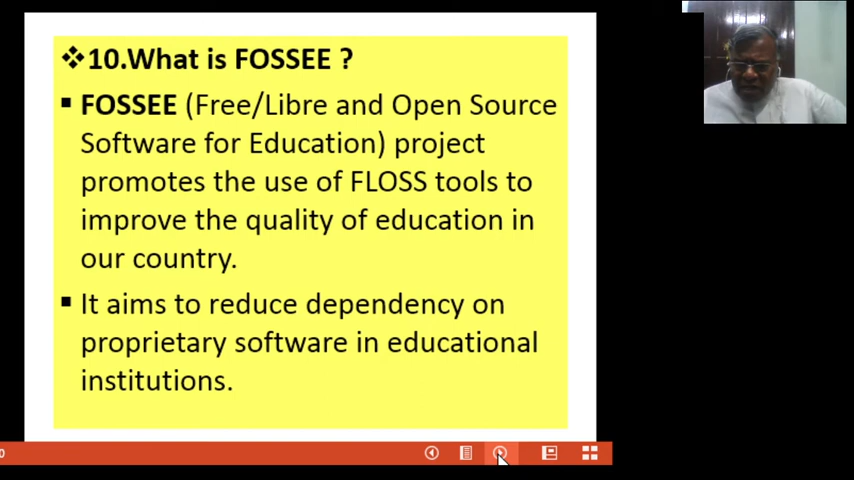 ❖10.What is FOSSEE ?
▪ FOSSEE (Free/Libre and Open Source
Software for Education) project
promotes the use of FLOSS tools to
improve the quality of education in
our country.
▪ It aims to reduce dependency on
proprietary software in educational
institutions.
0